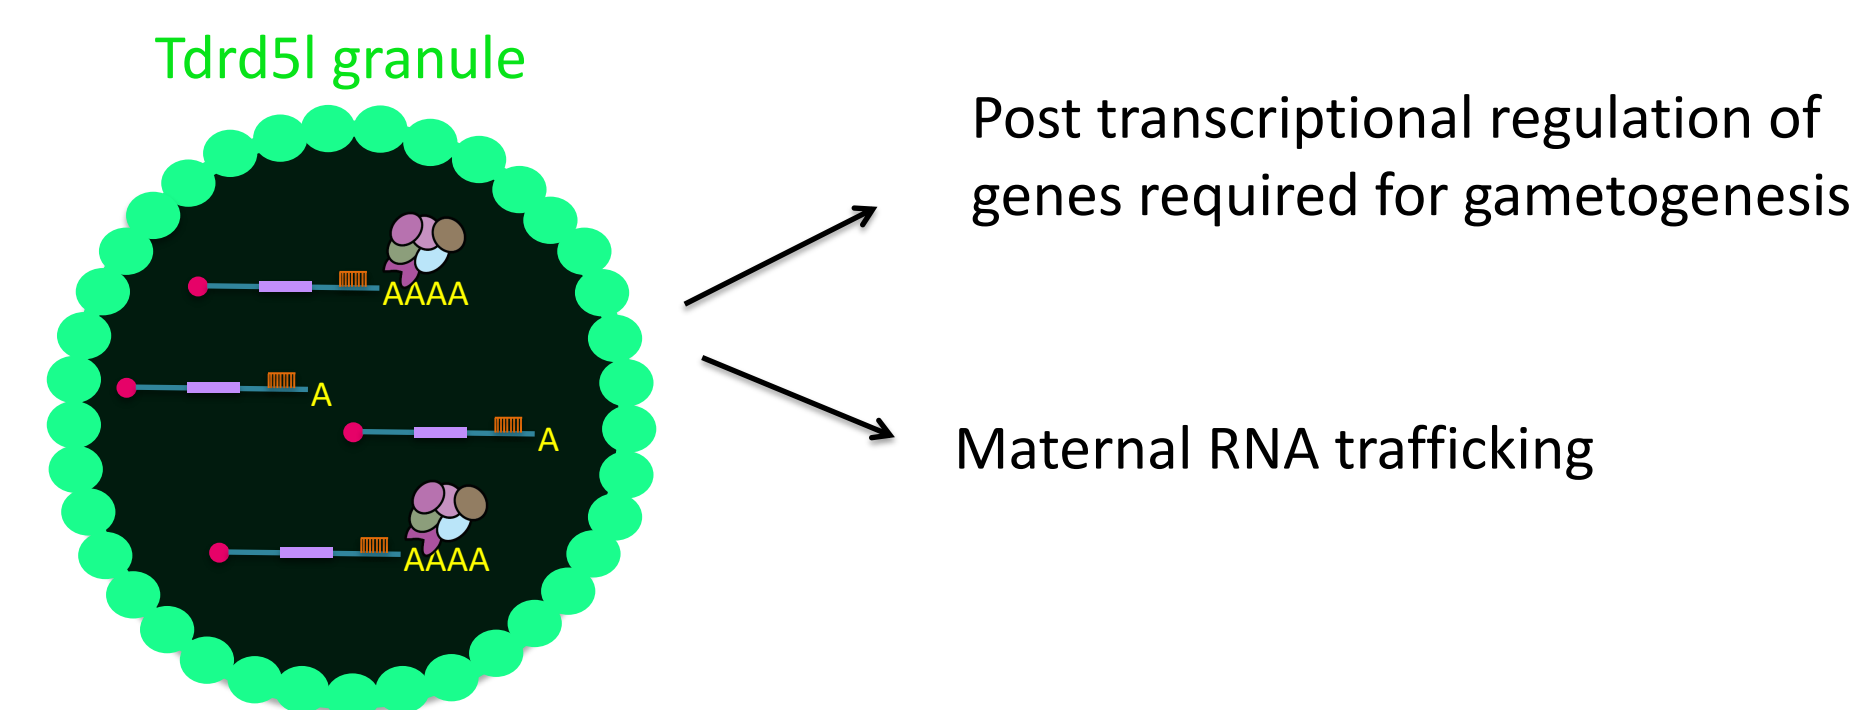 Tdrd5l granule
Post transcriptional regulation of
genes required for gametogenesis
AAAA
A
A
AAAA
Maternal RNA trafficking